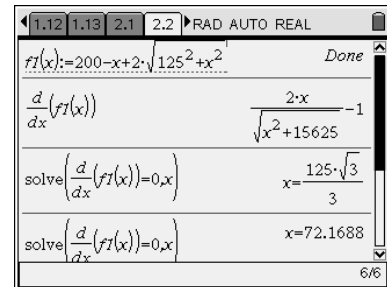 1.12 1.13 2.1 2.2 RAD AUTO REAL
f1(x):=200−x+2·√(125²+x²) Done
d/dx(f1(x)) 2·x/√(x²+15625) −1
solve(d/dx(f1(x))=0,x) x=125·√3/3
solve(d/dx(f1(x))=0,x) x=72.1688
6/6